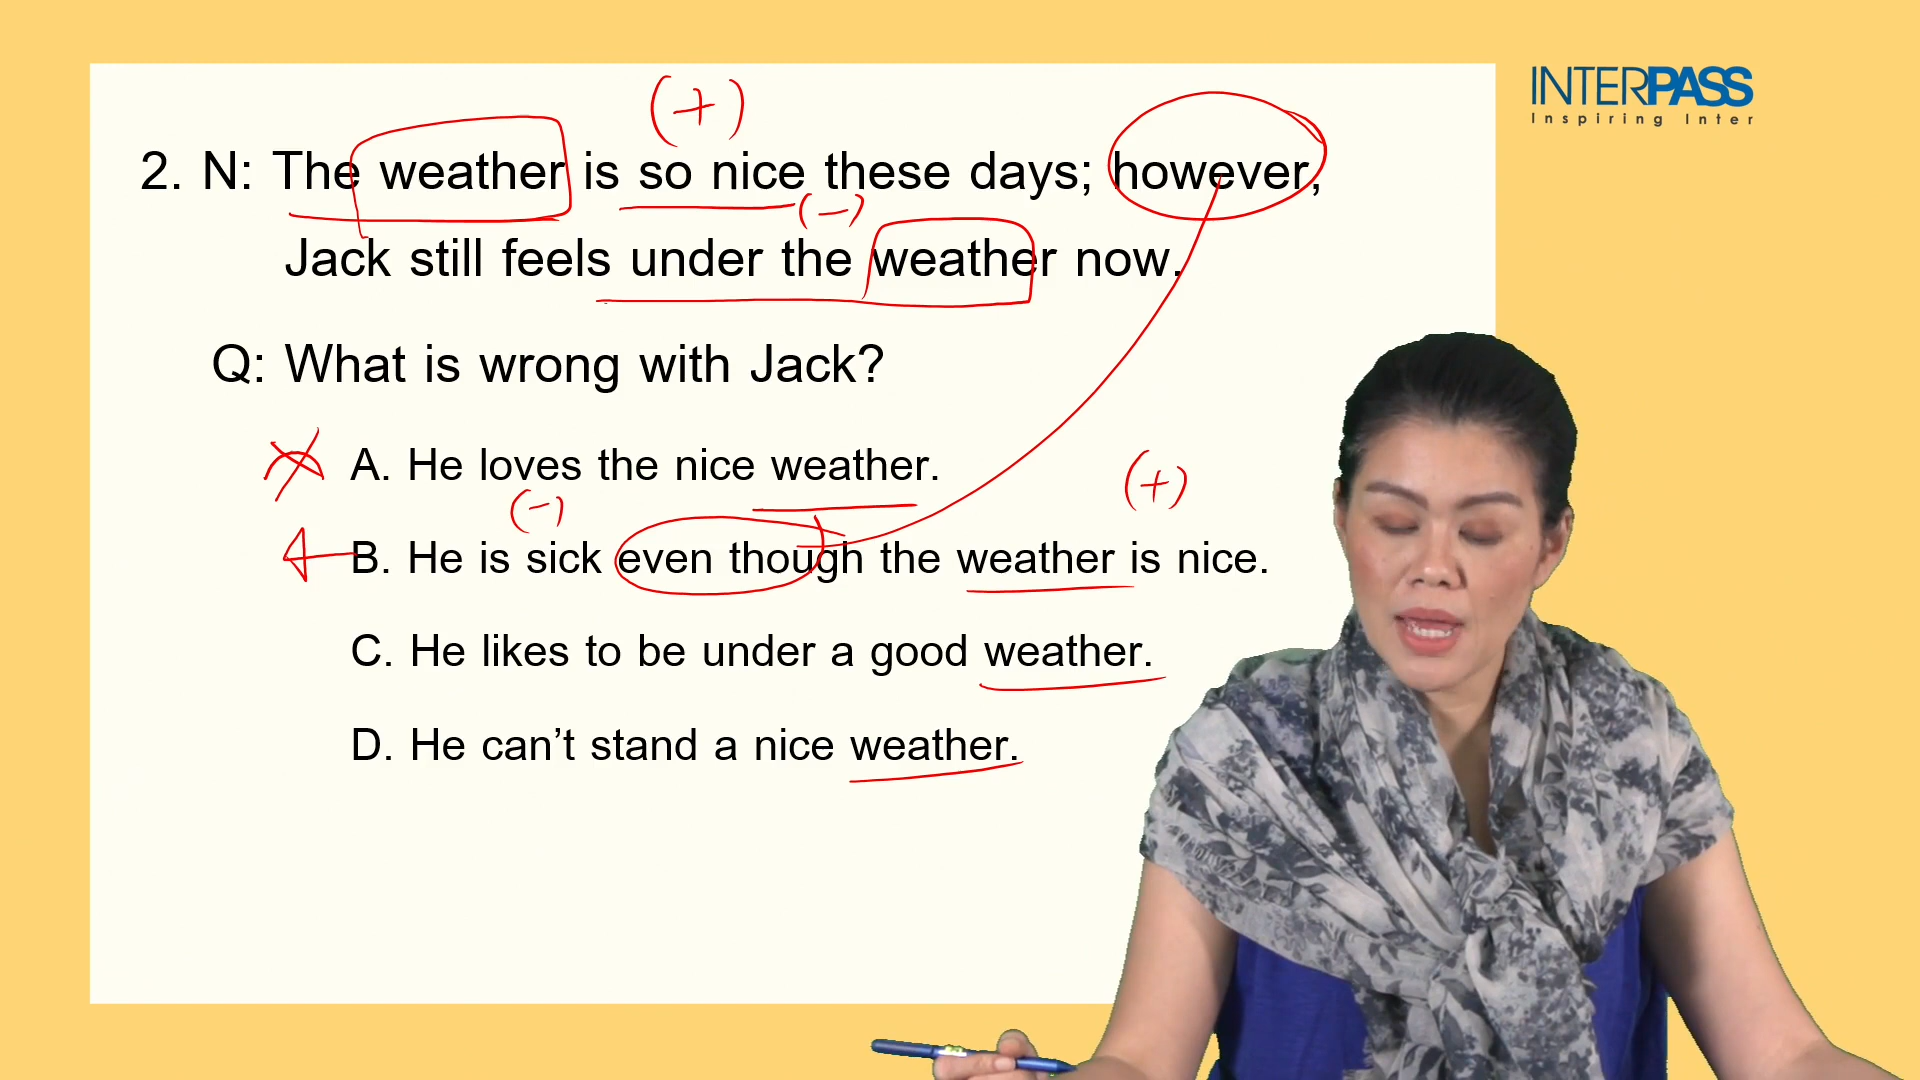 INTERPASS
Inspiring Inter
(+)
2. N: The weather is so nice these days; however,
(-)
Jack still feels under the weather now.
Q: What is wrong with Jack?
A. He loves the nice weather.
(-) (+)
B. He is sick even though the weather is nice.
C. He likes to be under a good weather.
D. He can’t stand a nice weather.